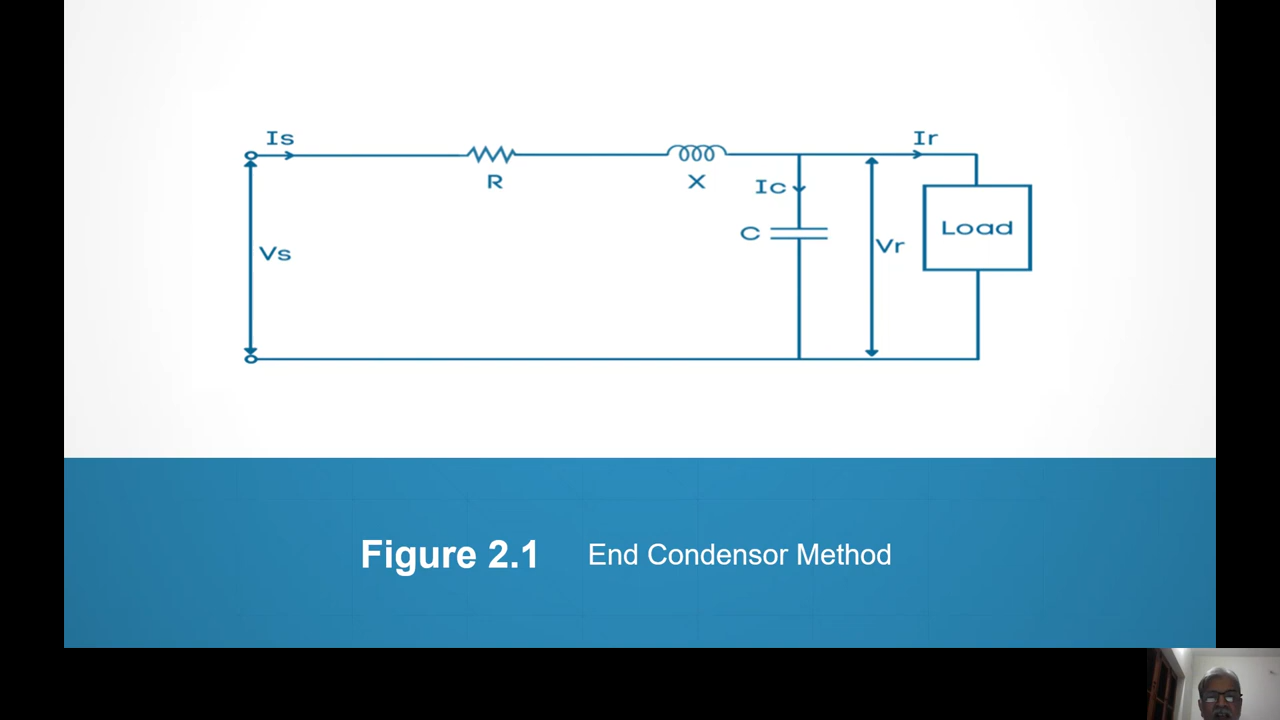 Is
Ir
R
X
Ic
C
Vs
Vr
Load
Figure 2.1
End Condensor Method